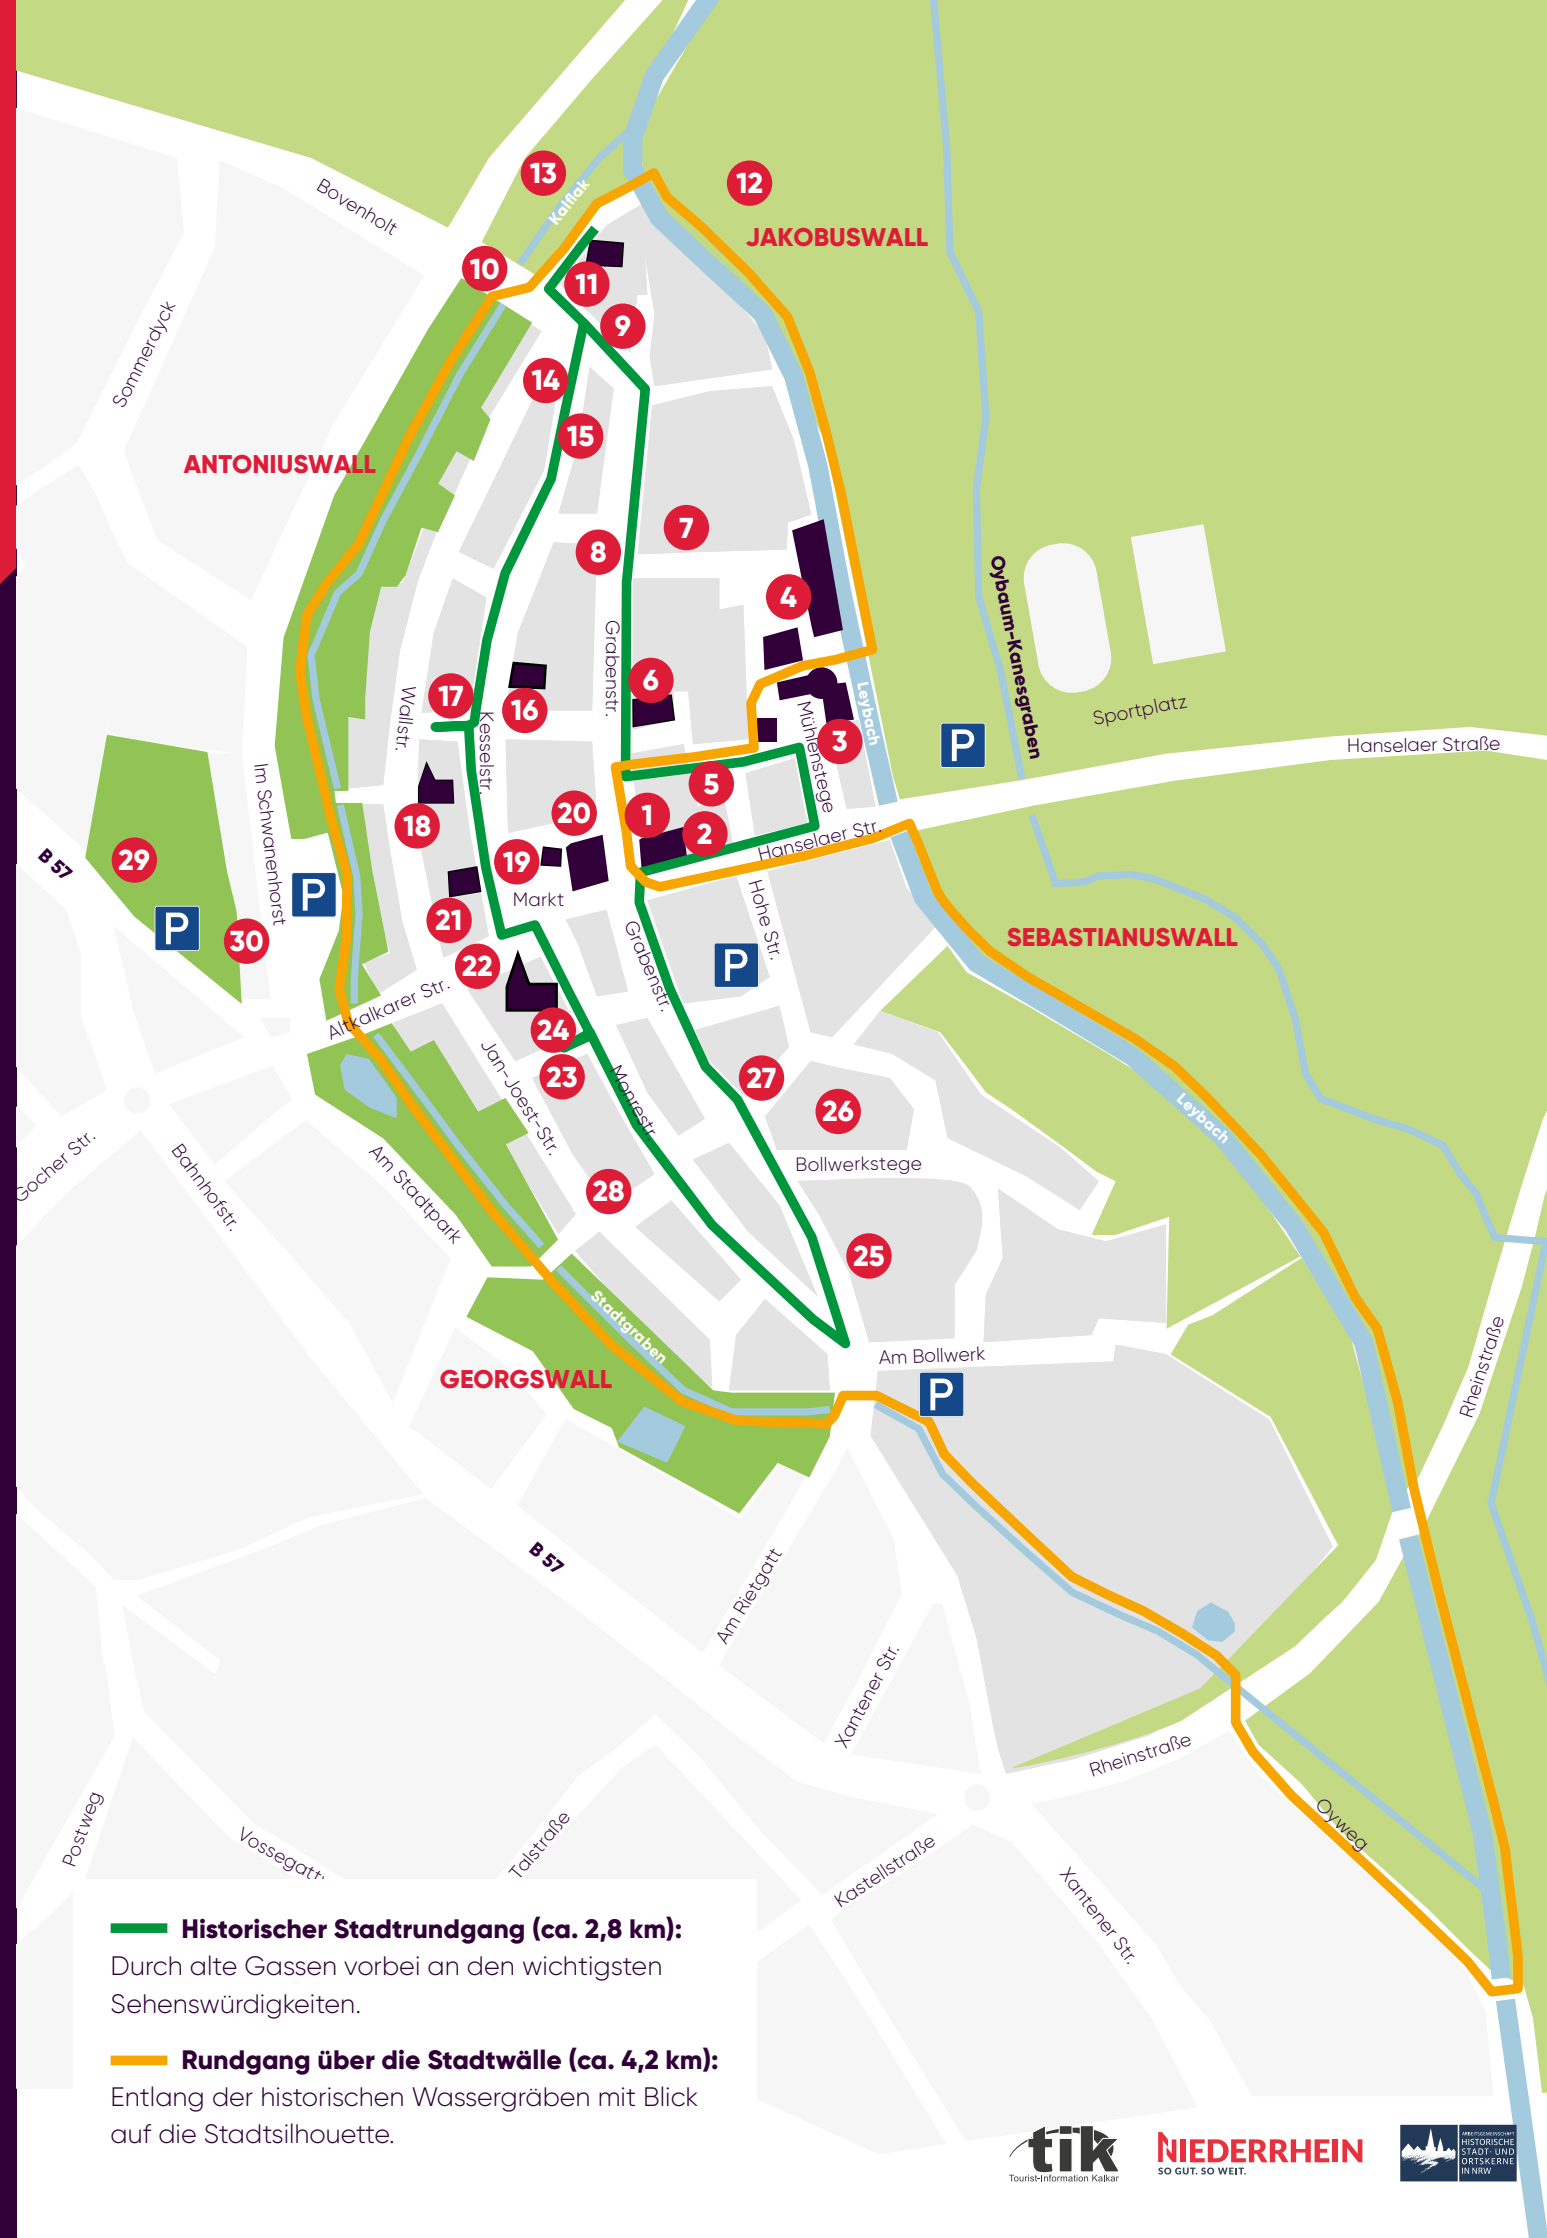 13
12
Kalflak
Bovenholt
JAKOBUSWALL
10
11
9
Sommerdyck
14
15
ANTONIUSWALL
7
8
4
Oybaum-Kanesgraben
Grabenstr.
6
17
16
Wallstr.
Kesselstr.
Leybach
Mühlenstege
3
P
Sportplatz
Hanselaer Straße
Im Schwanenhorst
5
1
20
2
18
Hanselaer Str.
B 57
29
19
P
Markt
Hohe Str.
P
30
21
Grabenstr.
SEBASTIANUSWALL
22
P
Altkalkarer Str.
24
Jan-Joest-Str.
23
Monrestr.
27
26
Leybach
Gocher Str.
Bahnhofstr.
Am Stadtpark
Bollwerkstege
28
25
Stadtgraben
Am Bollwerk
GEORGSWALL
P
Rheinstraße
B 57
Am Rietgatt
Xantener Str.
Rheinstraße
Oyweg
Postweg
Vossegatt
Talstraße
Kastellstraße
Xantener Str.
Historischer Stadtrundgang (ca. 2,8 km):
Durch alte Gassen vorbei an den wichtigsten
Sehenswürdigkeiten.
Rundgang über die Stadtwälle (ca. 4,2 km):
Entlang der historischen Wassergräben mit Blick
auf die Stadtsilhouette.
tik
Tourist-Information Kalkar
NIEDERRHEIN
SO GUT. SO WEIT.
ARBEITSGEMEINSCHAFT
HISTORISCHE
STADT- UND
ORTSKERNE
IN NRW